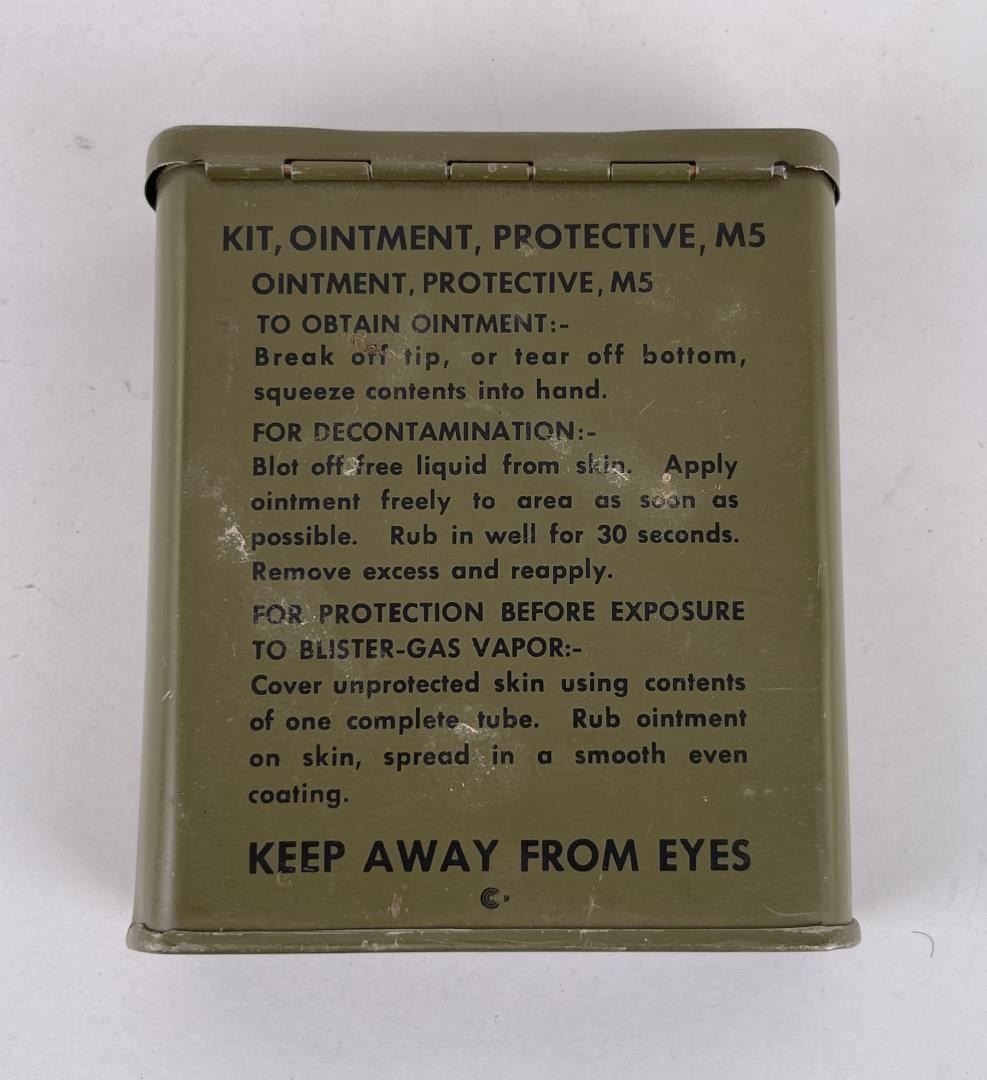 KIT, OINTMENT, PROTECTIVE, M5
OINTMENT, PROTECTIVE, M5
TO OBTAIN OINTMENT:-
Break off tip, or tear off bottom,
squeeze contents into hand.
FOR DECONTAMINATION:-
Blot off free liquid from skin. Apply
ointment freely to area as soon as
possible. Rub in well for 30 seconds.
Remove excess and reapply.
FOR PROTECTION BEFORE EXPOSURE
TO BLISTER-GAS VAPOR:-
Cover unprotected skin using contents
of one complete tube. Rub ointment
on skin, spread in a smooth even
coating.
KEEP AWAY FROM EYES